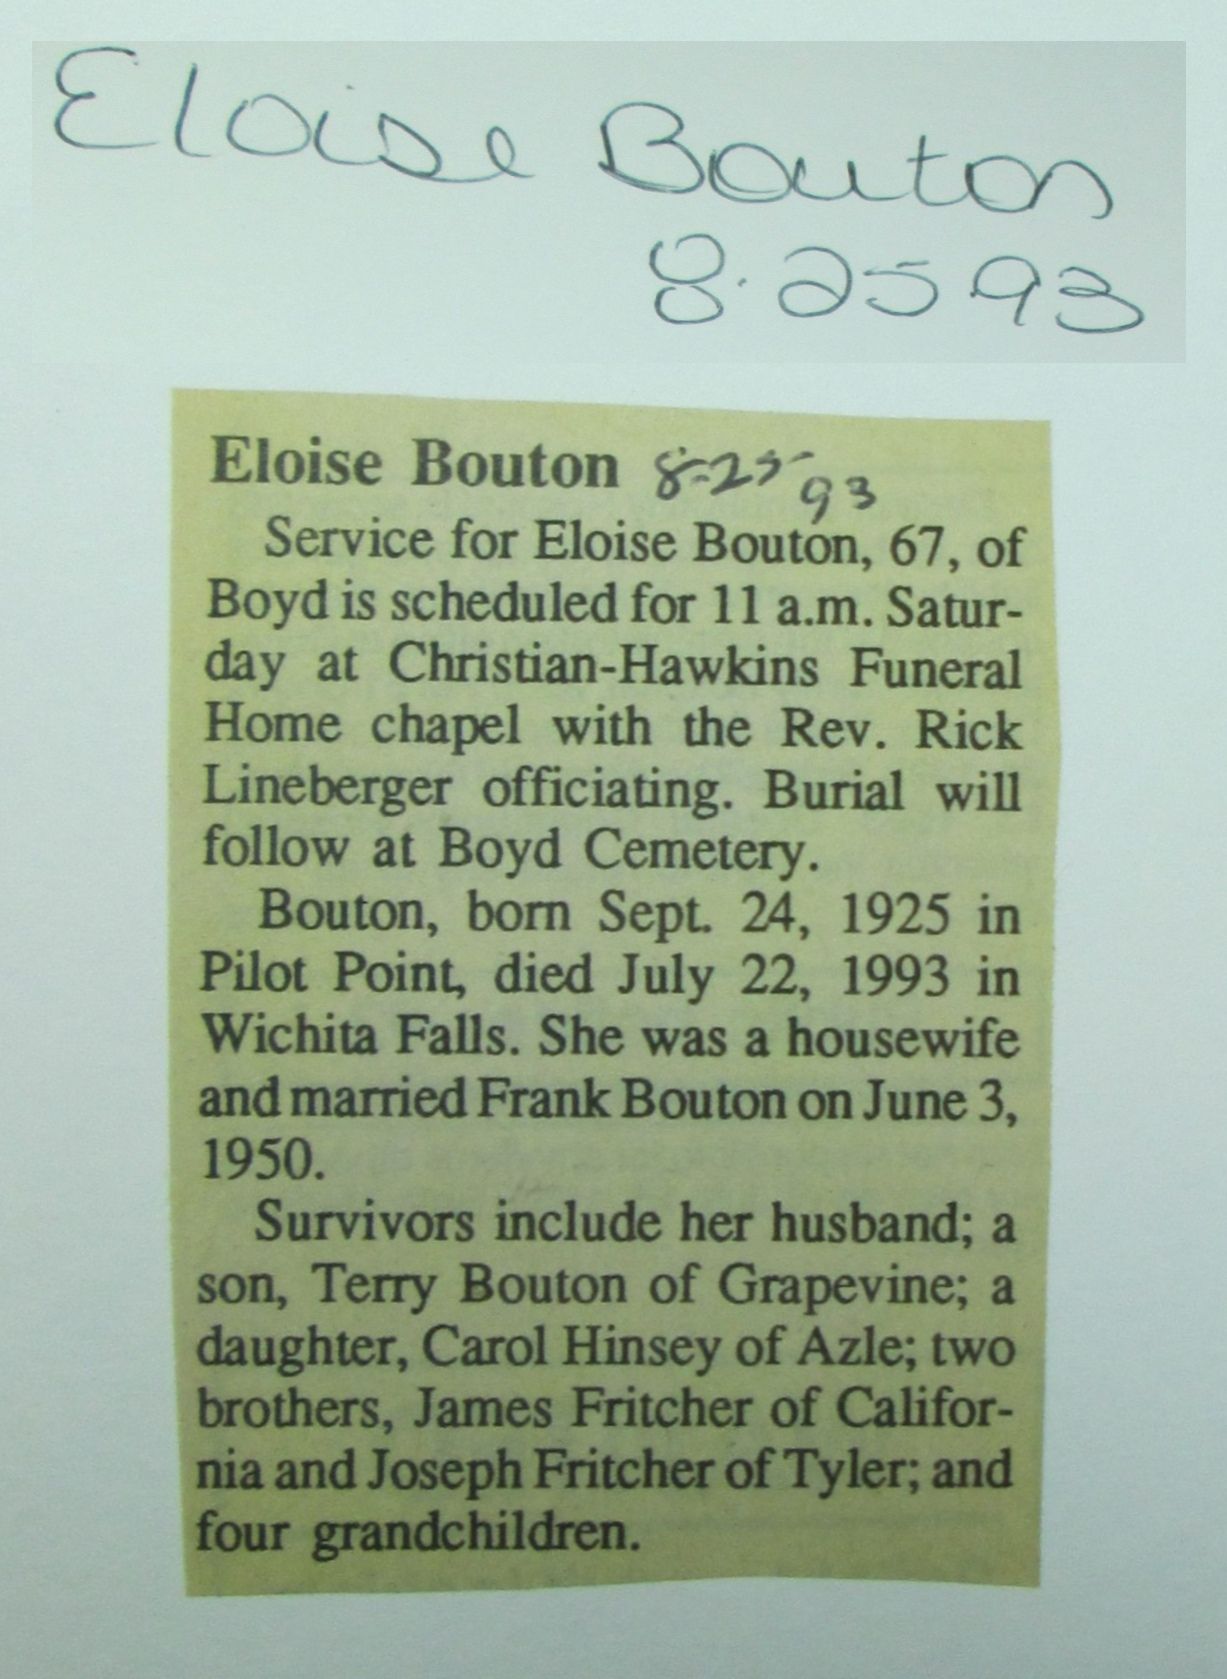 Eloise Bouton
8.25 93
Eloise Bouton 8-25-93
Service for Eloise Bouton, 67, of
Boyd is scheduled for 11 a.m. Satur-
day at Christian-Hawkins Funeral
Home chapel with the Rev. Rick
Lineberger officiating. Burial will
follow at Boyd Cemetery.
Bouton, born Sept. 24, 1925 in
Pilot Point, died July 22, 1993 in
Wichita Falls. She was a housewife
and married Frank Bouton on June 3,
1950.
Survivors include her husband; a
son, Terry Bouton of Grapevine; a
daughter, Carol Hinsey of Azle; two
brothers, James Fritcher of Califor-
nia and Joseph Fritcher of Tyler; and
four grandchildren.